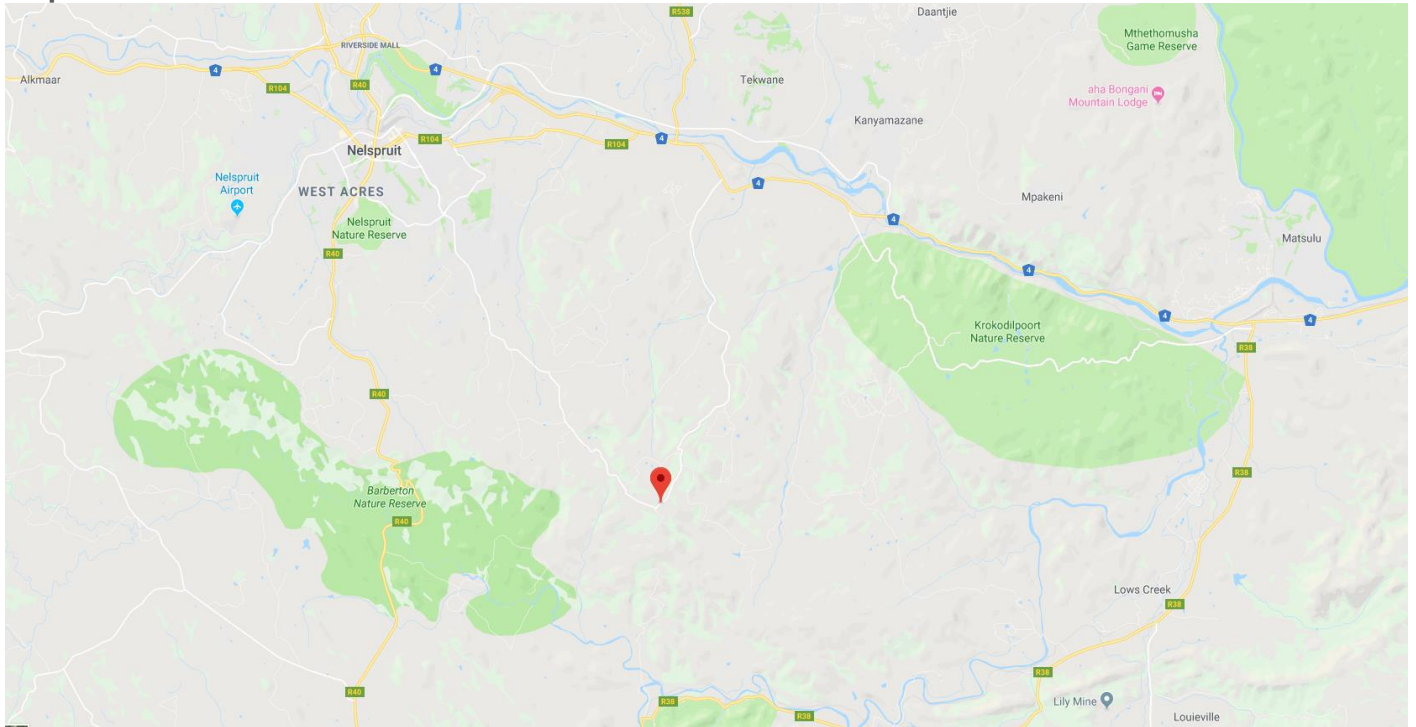 R538
Daantjie
Mthethomusha
Game Reserve
RIVERSIDE MALL
Alkmaar
4
4
R104
R40
Tekwane
aha Bongani
Mountain Lodge
Kanyamazane
R104
4
R104
Nelspruit
Nelspruit
Airport
WEST ACRES
4
Mpakeni
Nelspruit
Nature Reserve
4
Matsulu
R40
4
4
4
Krokodilpoort
Nature Reserve
R38
R40
R38
Barberton
Nature Reserve
R40
Lows Creek
R38
R38
R40
R38
R38
Lily Mine
Louieville